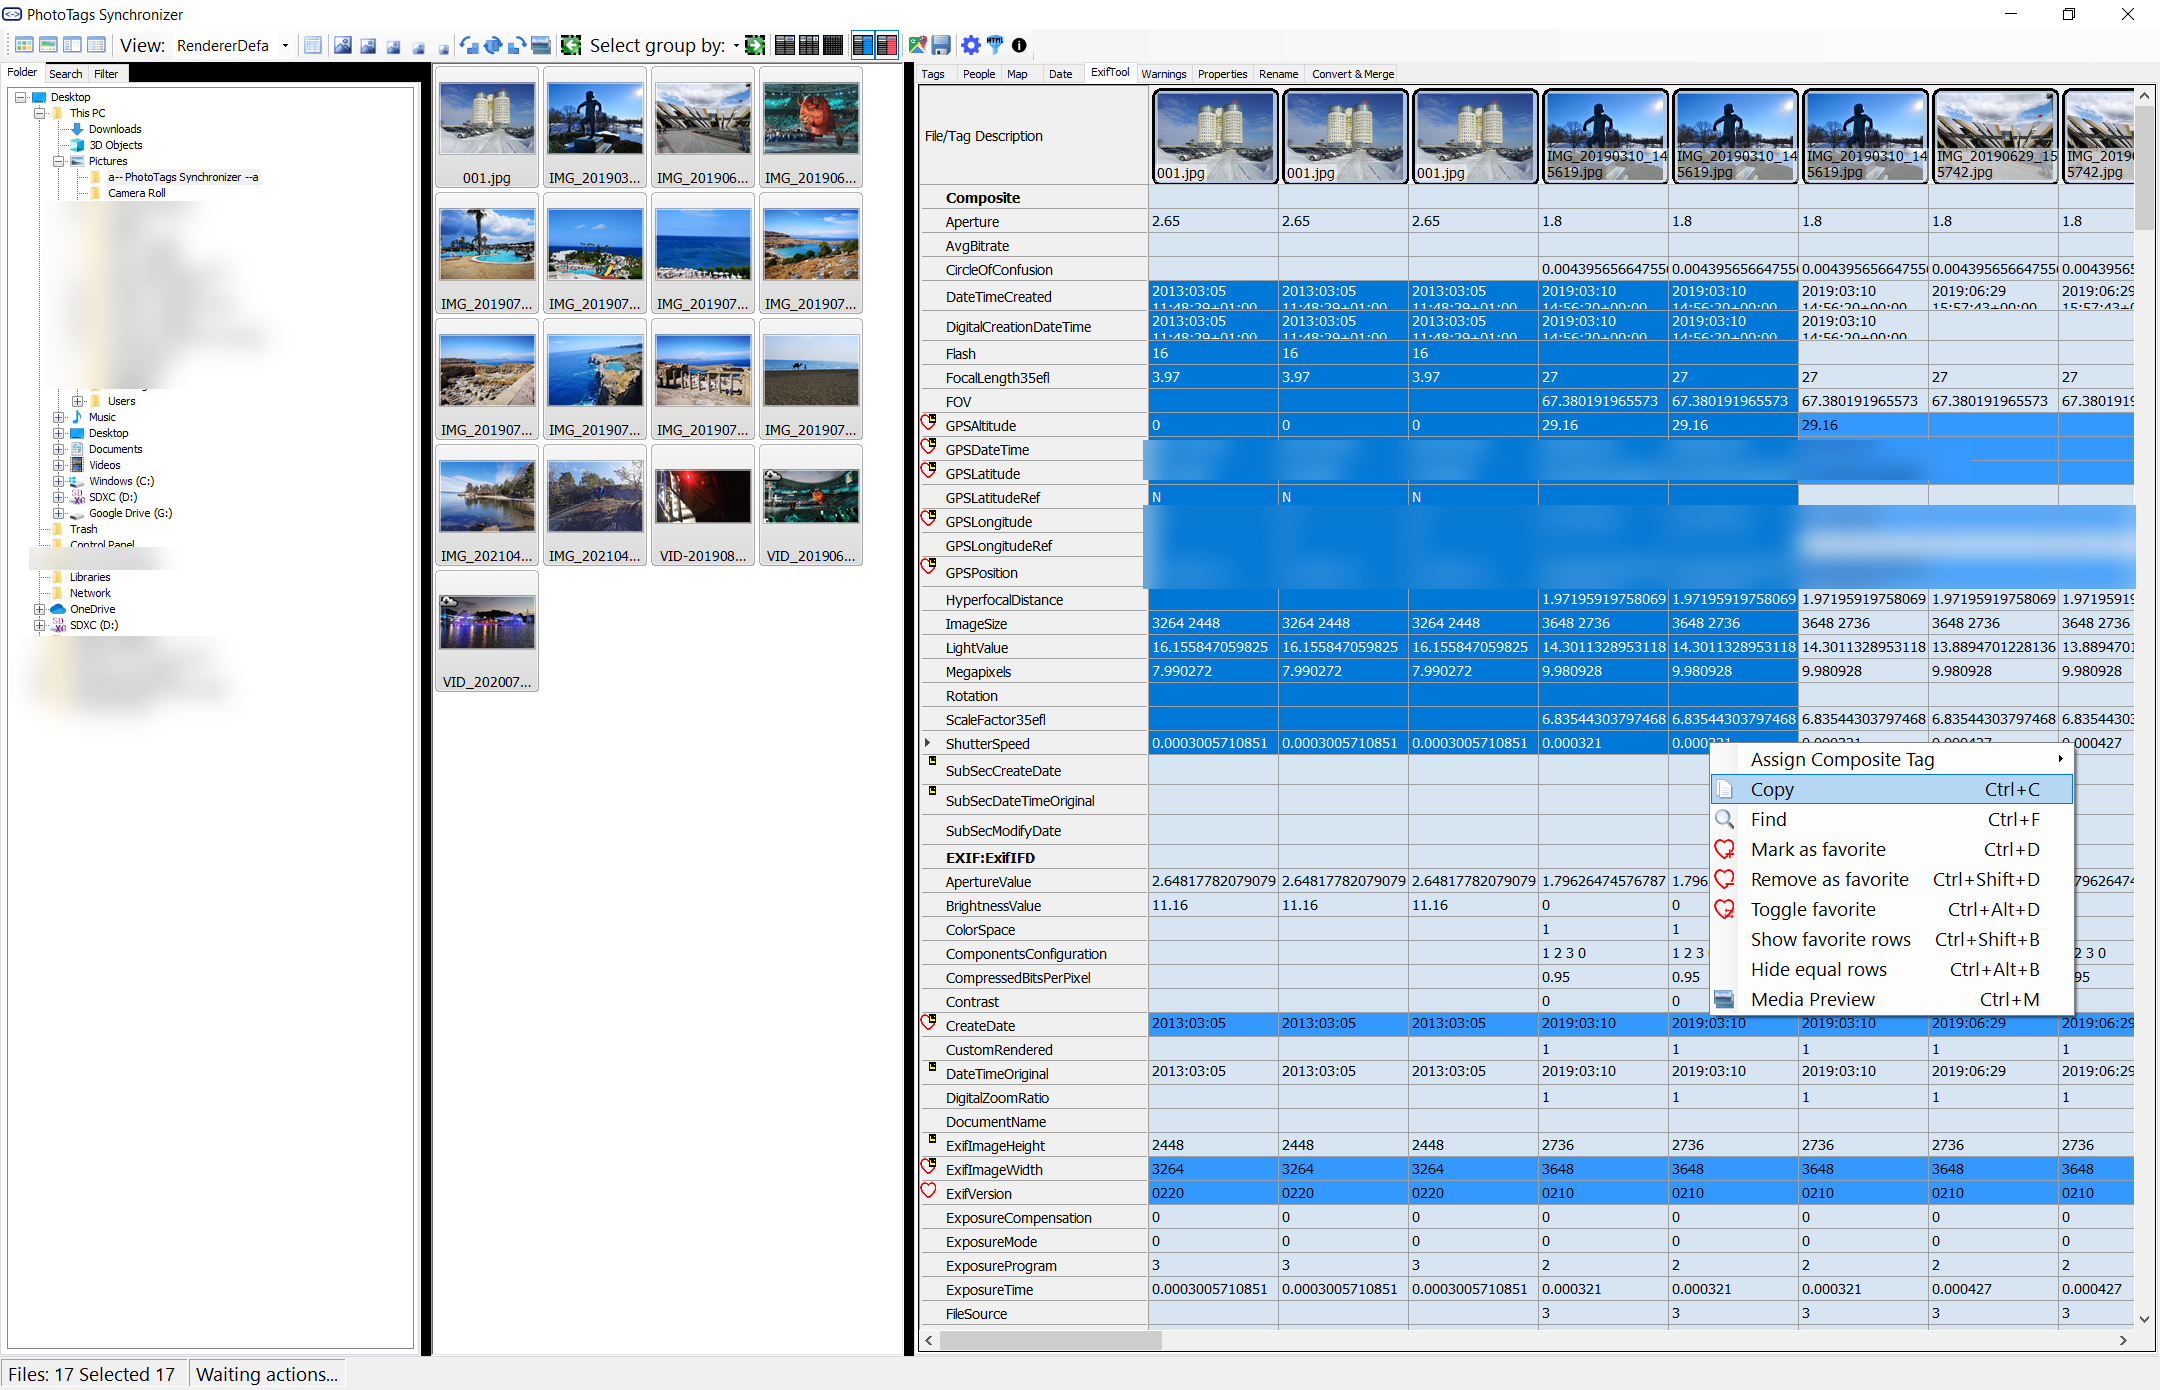 PhotoTags Synchronizer
View: RendererDefa Select group by:
Folder Search Filter
Desktop
This PC
Downloads
3D Objects
Pictures
a-- PhotoTags Synchronizer --a
Camera Roll
Users
Music
Desktop
Documents
Videos
Windows (C:)
SDXC (D:)
Google Drive (G:)
Trash
Control Panel
Libraries
Network
OneDrive
SDXC (D:)
001.jpg IMG_201903... IMG_201906... IMG_201906...
IMG_201907... IMG_201907... IMG_201907... IMG_201907...
IMG_201907... IMG_201907... IMG_201907... IMG_201907...
IMG_202104... IMG_202104... VID-201908... VID_201906...
VID_202007...
Tags People Map Date ExifTool Warnings Properties Rename Convert & Merge
File/Tag Description 001.jpg 001.jpg 001.jpg IMG_20190310_145619.jpg IMG_20190310_145619.jpg IMG_20190310_145619.jpg IMG_20190629_155742.jpg IMG_2019 5742.jpg
Composite
Aperture 2.65 2.65 2.65 1.8 1.8 1.8 1.8 1.8
AvgBitrate
CircleOfConfusion 0.004395656647556 0.004395656647556 0.004395656647556 0.004395656647556 0.0043956
DateTimeCreated 2013:03:05 11:48:29+01:00 2013:03:05 11:48:29+01:00 2013:03:05 11:48:29+01:00 2019:03:10 14:56:20+00:00 2019:03:10 14:56:20+00:00 2019:03:10 14:56:20+00:00 2019:06:29 15:57:43+00:00 2019:06:29 15:57:43+0
DigitalCreationDateTime 2013:03:05 11:48:29+01:00 2013:03:05 11:48:29+01:00 2013:03:05 11:48:29+01:00 2019:03:10 14:56:20+00:00 2019:03:10 14:56:20+00:00 2019:03:10 14:56:20+00:00
Flash 16 16 16
FocalLength35efl 3.97 3.97 3.97 27 27 27 27 27
FOV 67.380191965573 67.380191965573 67.380191965573 67.380191965573 67.3801919
GPSAltitude 0 0 0 29.16 29.16 29.16
GPSDateTime
GPSLatitude
GPSLatitudeRef N N N
GPSLongitude
GPSLongitudeRef
GPSPosition
HyperfocalDistance 1.97195919758069 1.97195919758069 1.97195919758069 1.97195919758069 1.9719591
ImageSize 3264 2448 3264 2448 3264 2448 3648 2736 3648 2736 3648 2736 3648 2736 3648 2736
LightValue 16.155847059825 16.155847059825 16.155847059825 14.3011328953118 14.3011328953118 14.3011328953118 13.8894701228136 13.8894701
Megapixels 7.990272 7.990272 7.990272 9.980928 9.980928 9.980928 9.980928 9.980928
Rotation
ScaleFactor35efl 6.83544303797468 6.83544303797468 6.83544303797468 6.83544303797468 6.8354430
ShutterSpeed 0.0003005710851 0.0003005710851 0.0003005710851 0.000321
SubSecCreateDate
SubSecDateTimeOriginal
SubSecModifyDate
EXIF:ExifIFD
ApertureValue 2.64817782079079 2.64817782079079 2.64817782079079 1.79626474576787 1.796
BrightnessValue 11.16 11.16 11.16 0 0
ColorSpace 1 1
ComponentsConfiguration 1 2 3 0 1 2 3 2 3 0
CompressedBitsPerPixel 0.95 0.95 95
Contrast 0 0
Assign Composite Tag
Copy Ctrl+C
Find Ctrl+F
Mark as favorite Ctrl+D
Remove as favorite Ctrl+Shift+D
Toggle favorite Ctrl+Alt+D
Show favorite rows Ctrl+Shift+B
Hide equal rows Ctrl+Alt+B
Media Preview Ctrl+M
CreateDate 2013:03:05 2013:03:05 2013:03:05 2019:03:10 2019:03:10 2019:03:10 2019:06:29 2019:06:29
CustomRendered 1 1 1 1 1
DateTimeOriginal 2013:03:05 2013:03:05 2013:03:05 2019:03:10 2019:03:10 2019:03:10 2019:06:29 2019:06:29
DigitalZoomRatio 1 1 1 1 1
DocumentName
ExifImageHeight 2448 2448 2448 2736 2736 2736 2736 2736
ExifImageWidth 3264 3264 3264 3648 3648 3648 3648 3648
ExifVersion 0220 0220 0220 0210 0210 0210 0210 0210
ExposureCompensation 0 0 0 0 0 0 0 0
ExposureMode 0 0 0 0 0 0 0 0
ExposureProgram 3 3 3 2 2 2 2 2
ExposureTime 0.0003005710851 0.0003005710851 0.0003005710851 0.000321 0.000321 0.000321 0.000427 0.000427
FileSource 3 3 3 3 3
Files: 17 Selected 17 Waiting actions...